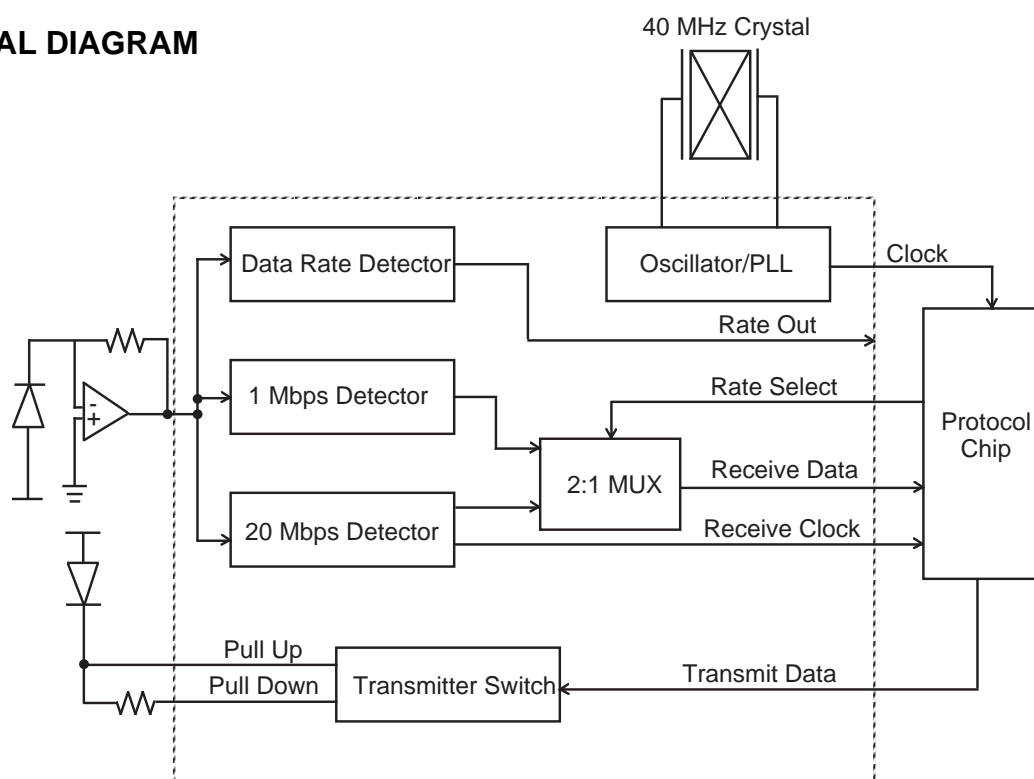 AL DIAGRAM
40 MHz Crystal
Data Rate Detector
Oscillator/PLL
Clock
Rate Out
1 Mbps Detector
Rate Select
-
+
Protocol
Chip
2:1 MUX
Receive Data
20 Mbps Detector
Receive Clock
Pull Up
Pull Down
Transmitter Switch
Transmit Data